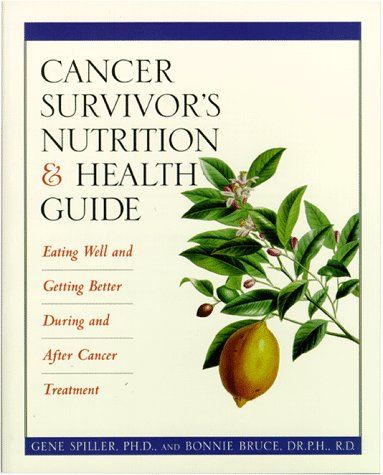 CANCER
SURVIVOR'S
NUTRITION
& HEALTH
GUIDE
Eating Well and
Getting Better
During and
After Cancer
Treatment
GENE SPILLER, PH.D., AND BONNIE BRUCE, DR.P.H., R.D.